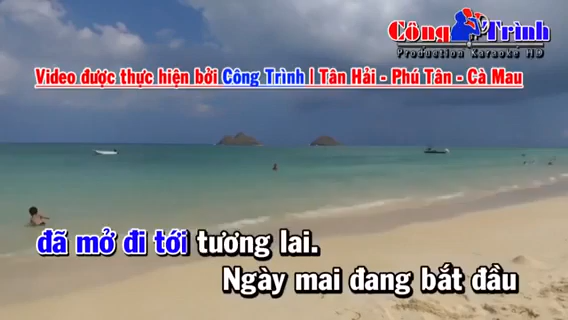 Công Trình
Production Karaoke HD
Video được thực hiện bởi Công Trình | Tân Hải - Phú Tân - Cà Mau
đã mở đi tới tương lai.
Ngày mai đang bắt đầu